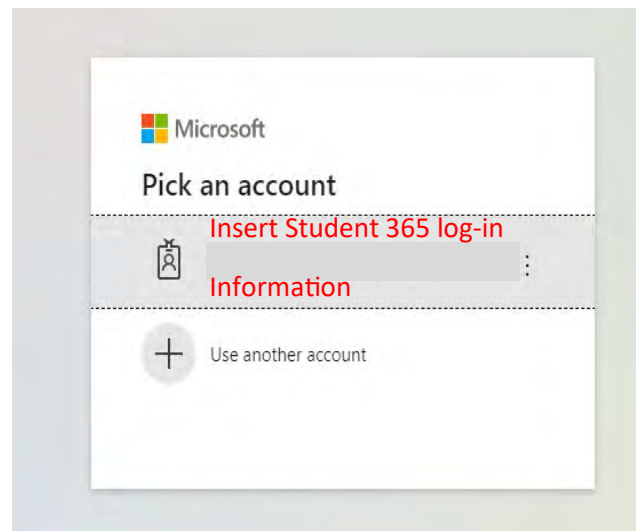 Microsoft
Pick an account
Insert Student 365 log-in
Information
Use another account